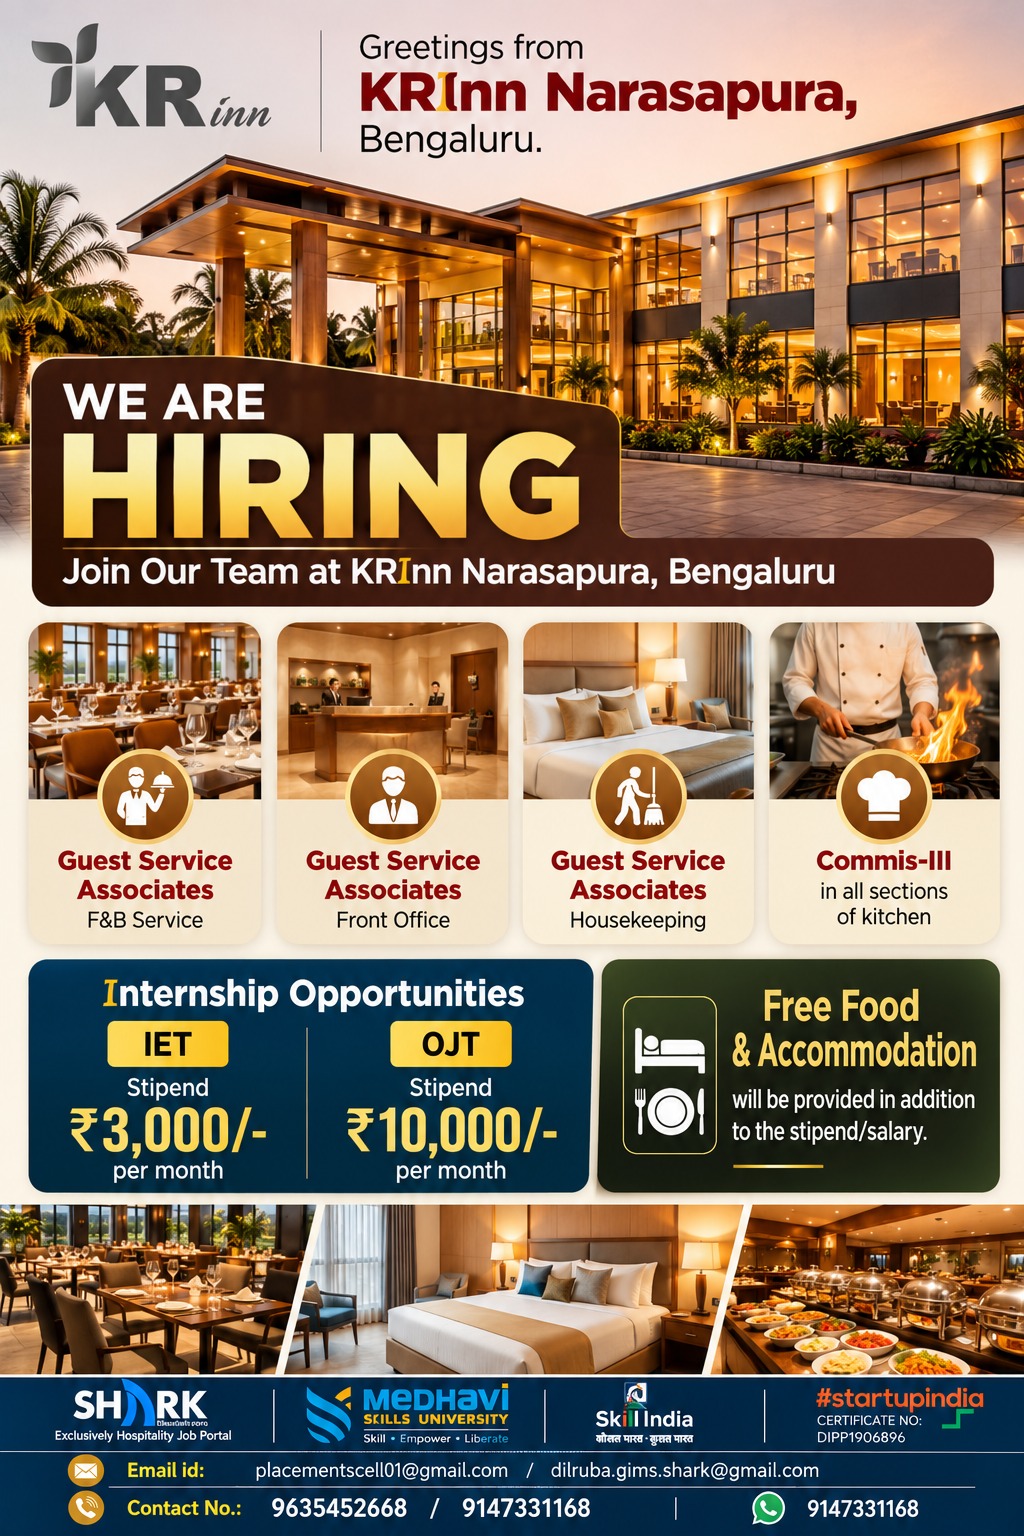 KR inn
Greetings from
KRInn Narasapura,
Bengaluru.
WE ARE
HIRING
Join Our Team at KRInn Narasapura, Bengaluru
Guest Service
Associates
F&B Service
Guest Service
Associates
Front Office
Guest Service
Associates
Housekeeping
Commis-III
in all sections
of kitchen
Internship Opportunities
IET
Stipend
₹3,000/-
per month
OJT
Stipend
₹10,000/-
per month
Free Food
& Accommodation
will be provided in addition
to the stipend/salary.
SHARK
Exclusively Hospitality Job Portal
MEDHAVI
SKILLS UNIVERSITY
Skill • Empower • Liberate
Skill India
कौशल भारत - कुशल भारत
#startupindia
CERTIFICATE NO:
DIPP1906896
Email id: placementscell01@gmail.com / dilruba.gims.shark@gmail.com
Contact No.: 9635452668 / 9147331168 | 9147331168